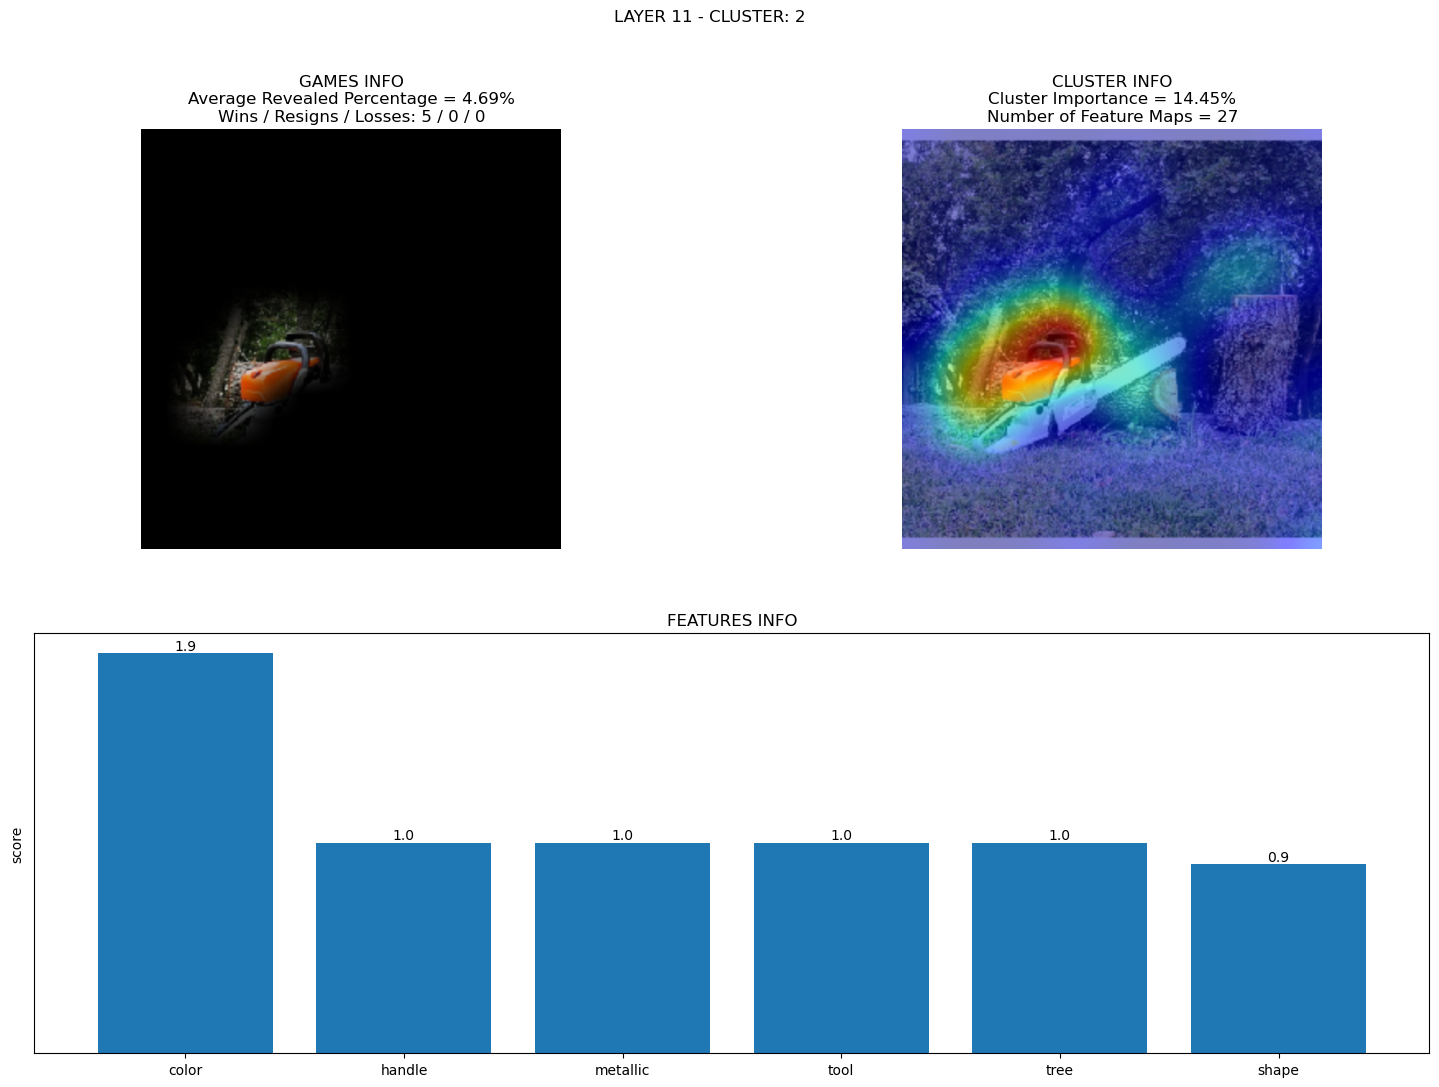 LAYER 11 - CLUSTER: 2
GAMES INFO
Average Revealed Percentage = 4.69%
Wins / Resigns / Losses: 5 / 0 / 0
CLUSTER INFO
Cluster Importance = 14.45%
Number of Feature Maps = 27
FEATURES INFO
score
1.9
1.0
1.0
1.0
1.0
0.9
color
handle
metallic
tool
tree
shape